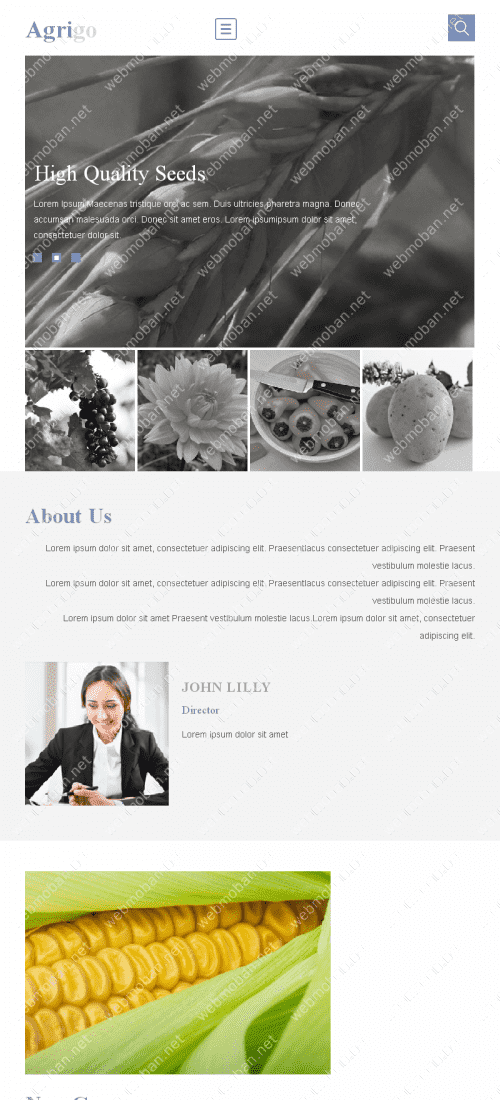 Agrigo
High Quality Seeds
Lorem Ipsum Maecenas tristique orci ac sem. Duis ultricies pharetra magna. Donec
accumsan malesuada orci. Donec sit amet eros. Lorem ipsumipsum dolor sit amet,
consectetuer dolor sit.
About Us
Lorem ipsum dolor sit amet, consectetuer adipiscing elit. Praesentlacus consectetuer adipiscing elit. Praesent
vestibulum molestie lacus.
Lorem ipsum dolor sit amet, consectetuer adipiscing elit. Praesentlacus consectetuer adipiscing elit. Praesent
vestibulum molestie lacus.
Lorem ipsum dolor sit amet Praesent vestibulum molestie lacus.Lorem ipsum dolor sit amet, consectetuer
adipiscing elit.
JOHN LILLY
Director
Lorem ipsum dolor sit amet
webmoban.net